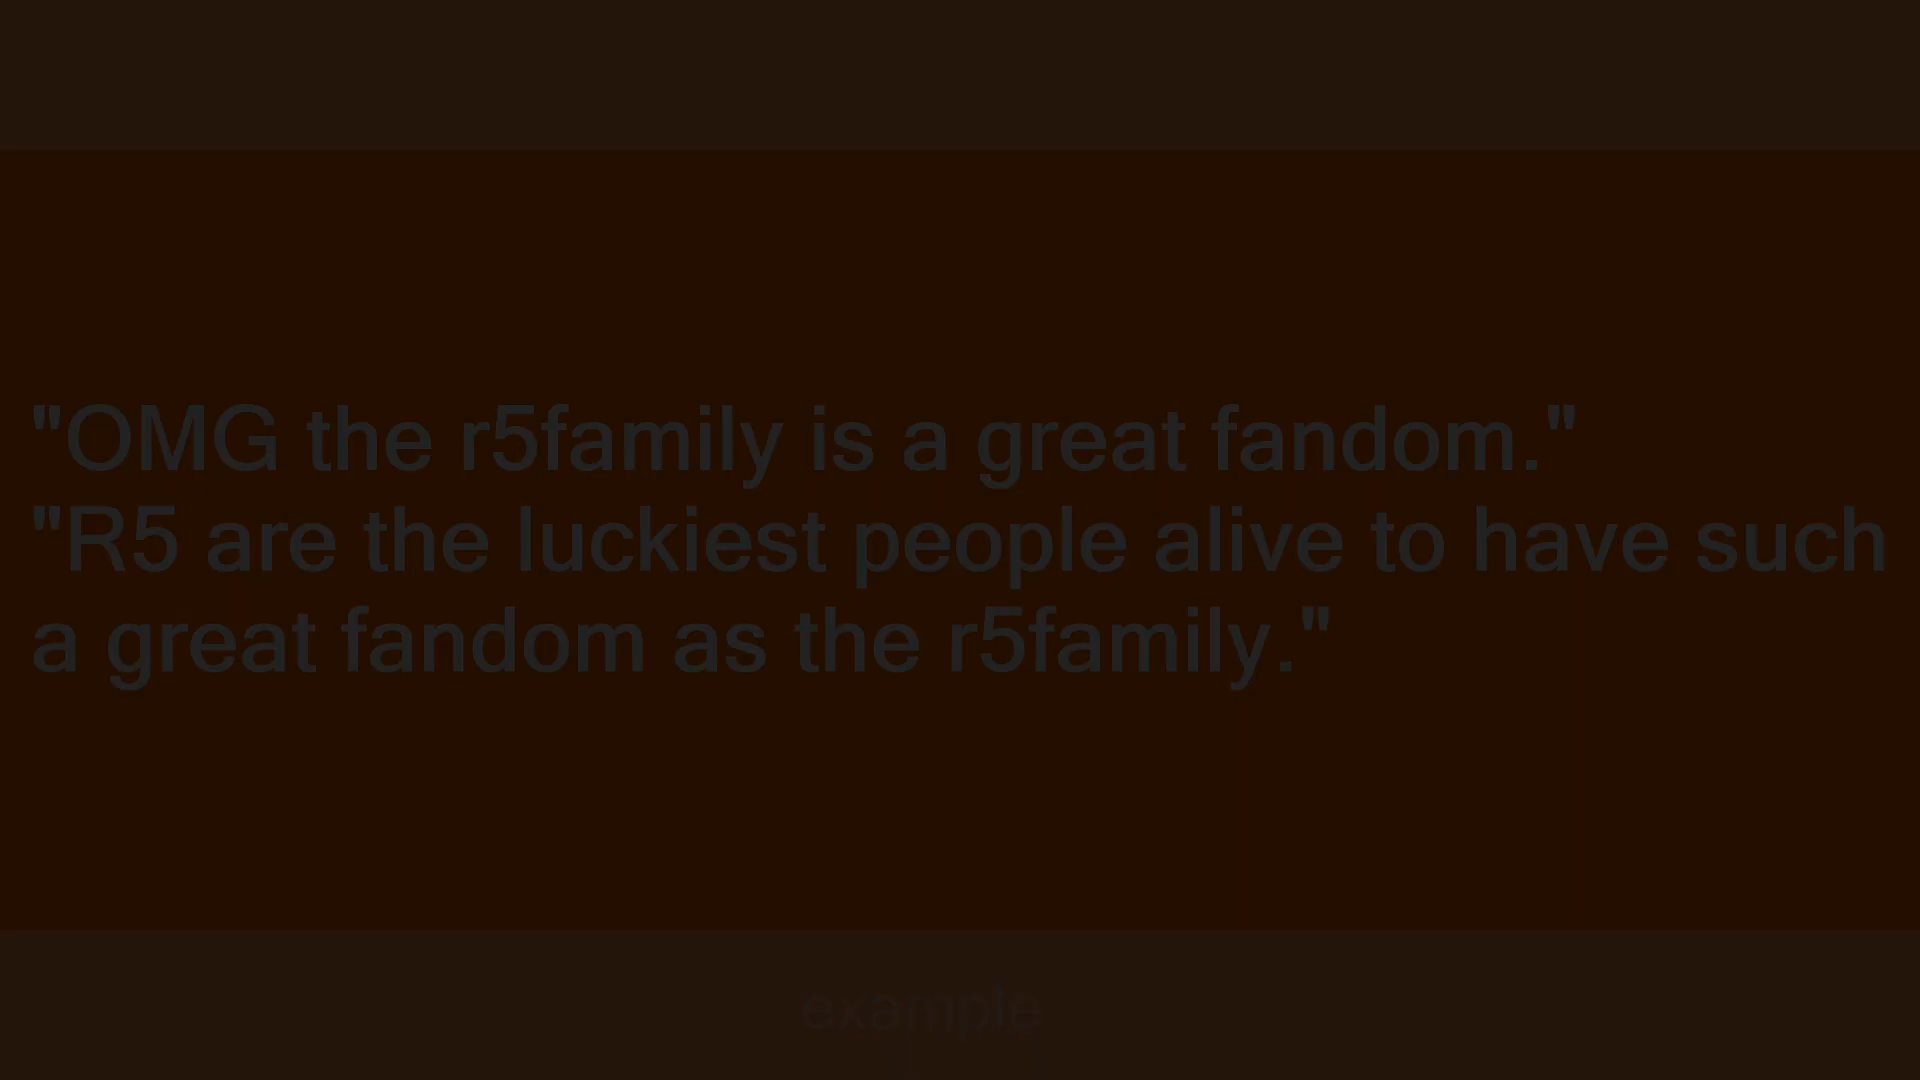 "OMG the r5family is a great fandom."
"R5 are the luckiest people alive to have such
a great fandom as the r5family."
example